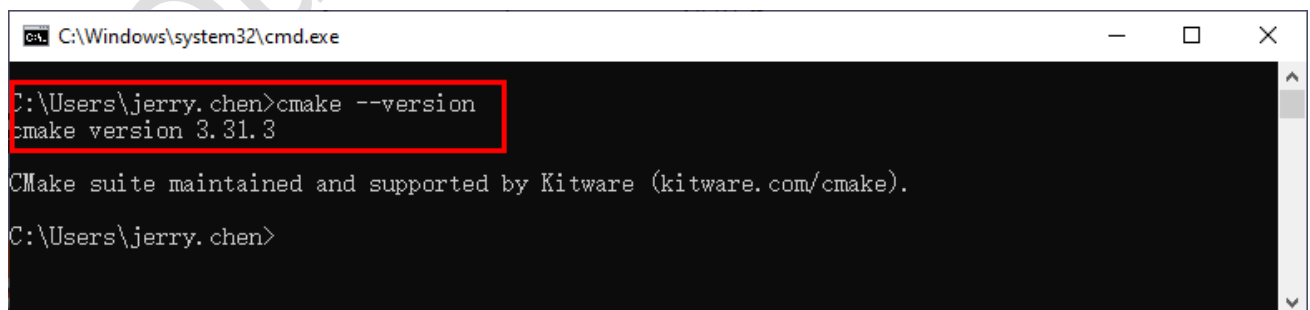 C:\Windows\system32\cmd.exe
C:\Users\jerry.chen>cmake --version
cmake version 3.31.3
CMake suite maintained and supported by Kitware (kitware.com/cmake).
C:\Users\jerry.chen>